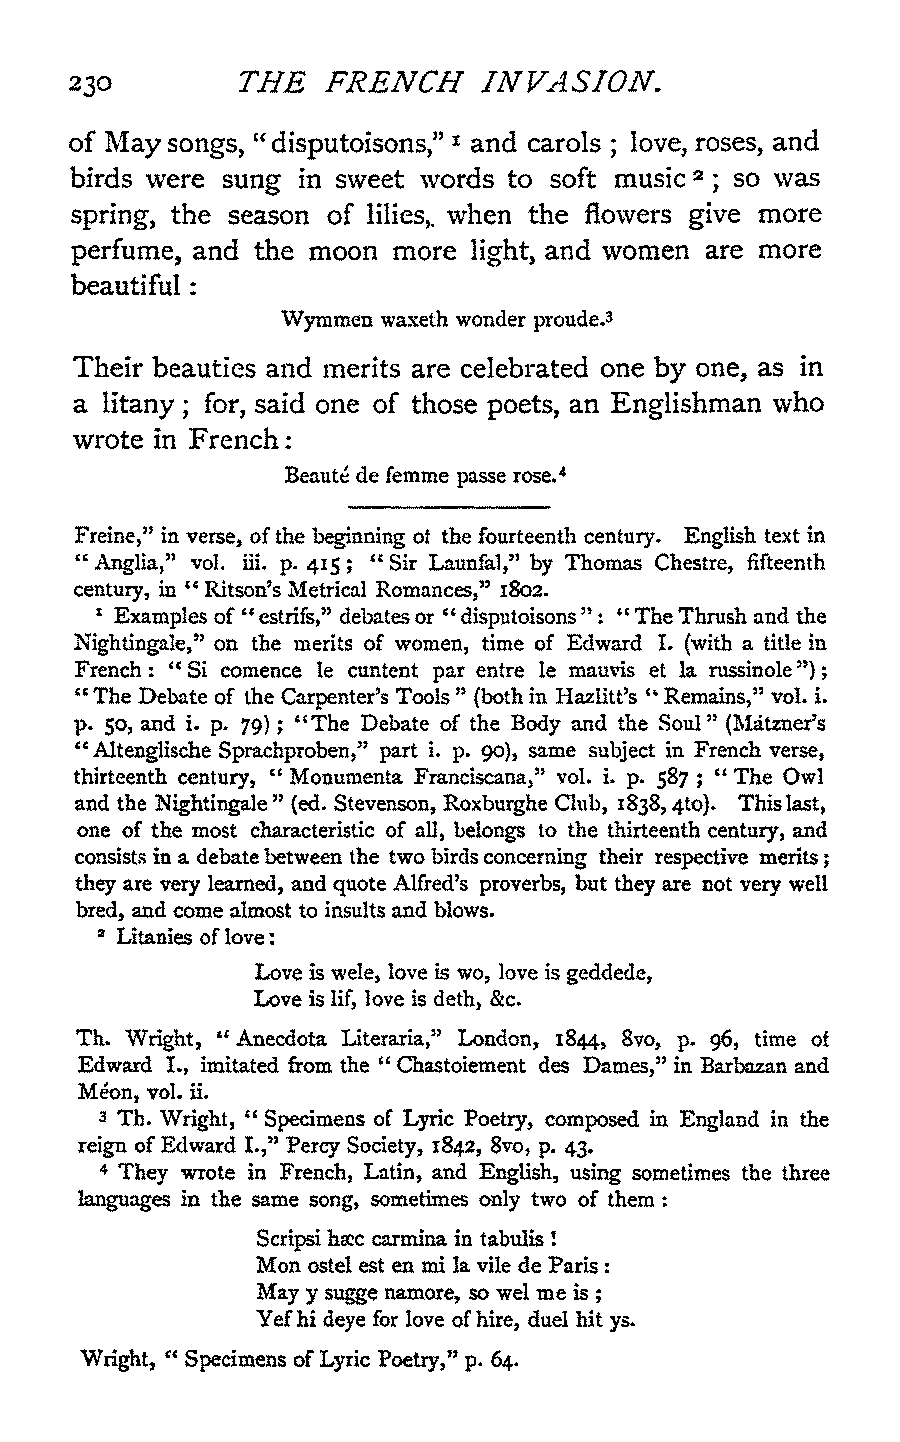 230 THE FRENCH INVASION.
of May songs, “disputoisons,” ¹ and carols ; love, roses, and
birds were sung in sweet words to soft music ² ; so was
spring, the season of lilies, when the flowers give more
perfume, and the moon more light, and women are more
beautiful :
Wymmen waxeth wonder proude.³
Their beauties and merits are celebrated one by one, as in
a litany ; for, said one of those poets, an Englishman who
wrote in French :
Beauté de femme passe rose.⁴
Freine,” in verse, of the beginning of the fourteenth century. English text in
“ Anglia,” vol. iii. p. 415 ; “ Sir Launfal,” by Thomas Chestre, fifteenth
century, in “ Ritson’s Metrical Romances,” 1802.
¹ Examples of “ estrifs,” debates or “ disputoisons ” : “ The Thrush and the
Nightingale,” on the merits of women, time of Edward I. (with a title in
French : “ Si comence le cuntent par entre le mauvis et la russinole”) ;
“ The Debate of the Carpenter’s Tools ” (both in Hazlitt’s “ Remains,” vol. i.
p. 50, and i. p. 79) ; “The Debate of the Body and the Soul ” (Mätzner’s
“ Altenglische Sprachproben,” part i. p. 90), same subject in French verse,
thirteenth century, “ Monumenta Franciscana,” vol. i. p. 587 ; “ The Owl
and the Nightingale ” (ed. Stevenson, Roxburghe Club, 1838, 4to). This last,
one of the most characteristic of all, belongs to the thirteenth century, and
consists in a debate between the two birds concerning their respective merits ;
they are very learned, and quote Alfred’s proverbs, but they are not very well
bred, and come almost to insults and blows.
² Litanies of love :
Love is wele, love is wo, love is geddede,
Love is lif, love is deth, &c.
Th. Wright, “ Anecdota Literaria,” London, 1844, 8vo, p. 96, time of
Edward I., imitated from the “ Chastoiement des Dames,” in Barbazan and
Méon, vol. ii.
³ Th. Wright, “ Specimens of Lyric Poetry, composed in England in the
reign of Edward I.,” Percy Society, 1842, 8vo, p. 43.
⁴ They wrote in French, Latin, and English, using sometimes the three
languages in the same song, sometimes only two of them :
Scripsi hæc carmina in tabulis !
Mon ostel est en mi la vile de Paris :
May y sugge namore, so wel me is ;
Yef hi deye for love of hire, duel hit ys.
Wright, “ Specimens of Lyric Poetry,” p. 64.